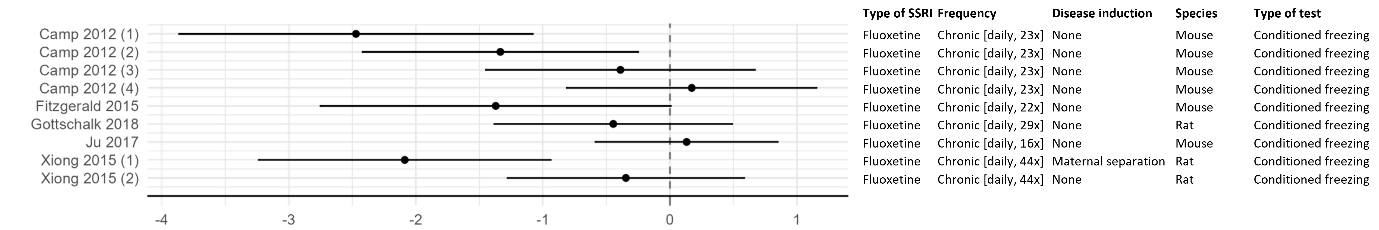 Type of SSRI Frequency Disease induction Species Type of test
Camp 2012 (1) Fluoxetine Chronic [daily, 23x] None Mouse Conditioned freezing
Camp 2012 (2) Fluoxetine Chronic [daily, 23x] None Mouse Conditioned freezing
Camp 2012 (3) Fluoxetine Chronic [daily, 23x] None Mouse Conditioned freezing
Camp 2012 (4) Fluoxetine Chronic [daily, 23x] None Mouse Conditioned freezing
Fitzgerald 2015 Fluoxetine Chronic [daily, 22x] None Mouse Conditioned freezing
Gottschalk 2018 Fluoxetine Chronic [daily, 29x] None Rat Conditioned freezing
Ju 2017 Fluoxetine Chronic [daily, 16x] None Mouse Conditioned freezing
Xiong 2015 (1) Fluoxetine Chronic [daily, 44x] Maternal separation Rat Conditioned freezing
Xiong 2015 (2) Fluoxetine Chronic [daily, 44x] None Rat Conditioned freezing
-4 -3 -2 -1 0 1